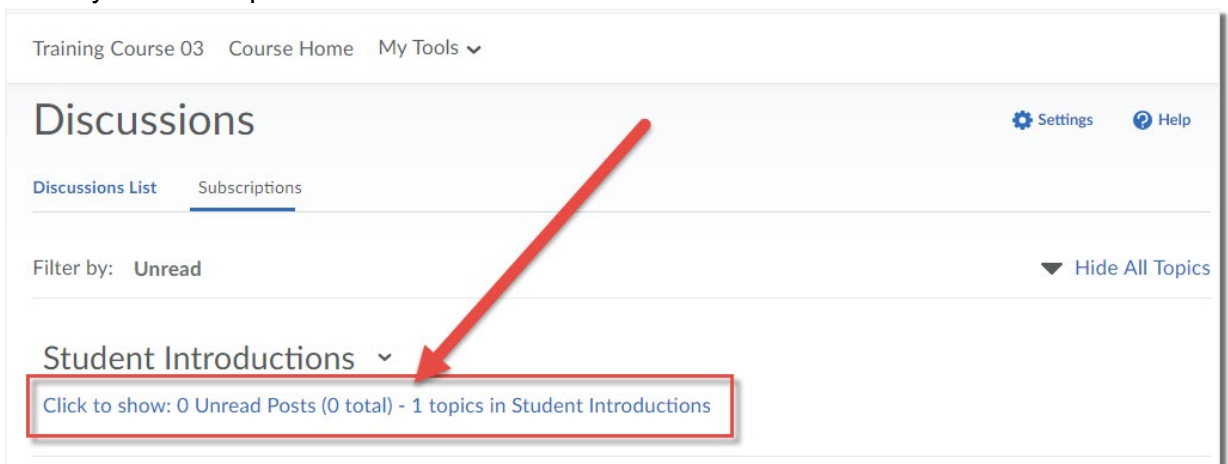 Training Course 03 Course Home My Tools
Discussions
Settings Help
Discussions List Subscriptions
Filter by: Unread
Hide All Topics
Student Introductions
Click to show: 0 Unread Posts (0 total) - 1 topics in Student Introductions